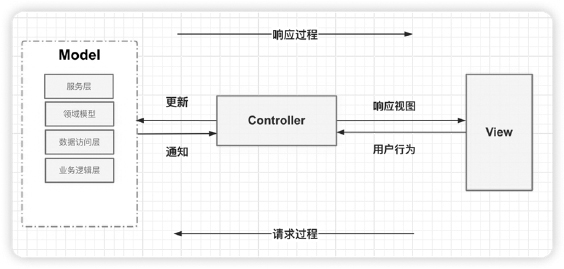 响应过程
Model
服务层
领域模型
数据访问层
业务逻辑层
更新
通知
Controller
响应视图
用户行为
View
请求过程